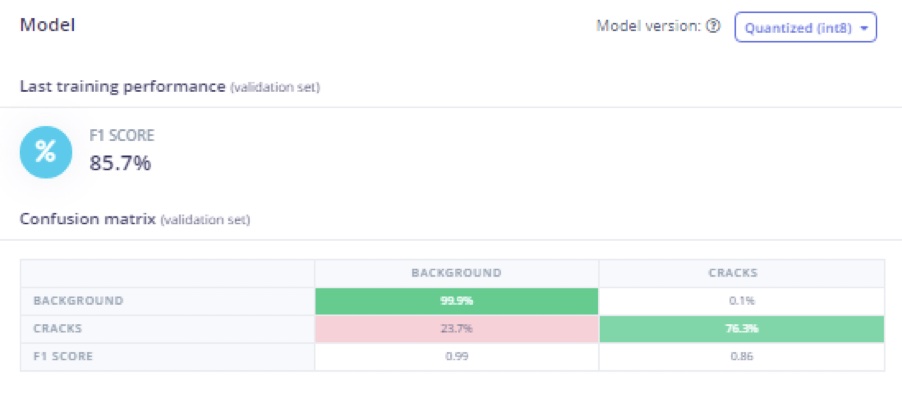 Model
Model version: ? Quantized (int8)
Last training performance (validation set)
%
F1 SCORE
85.7%
Confusion matrix (validation set)
BACKGROUND CRACKS
BACKGROUND 99.9% 0.1%
CRACKS 23.7% 76.3%
F1 SCORE 0.99 0.86